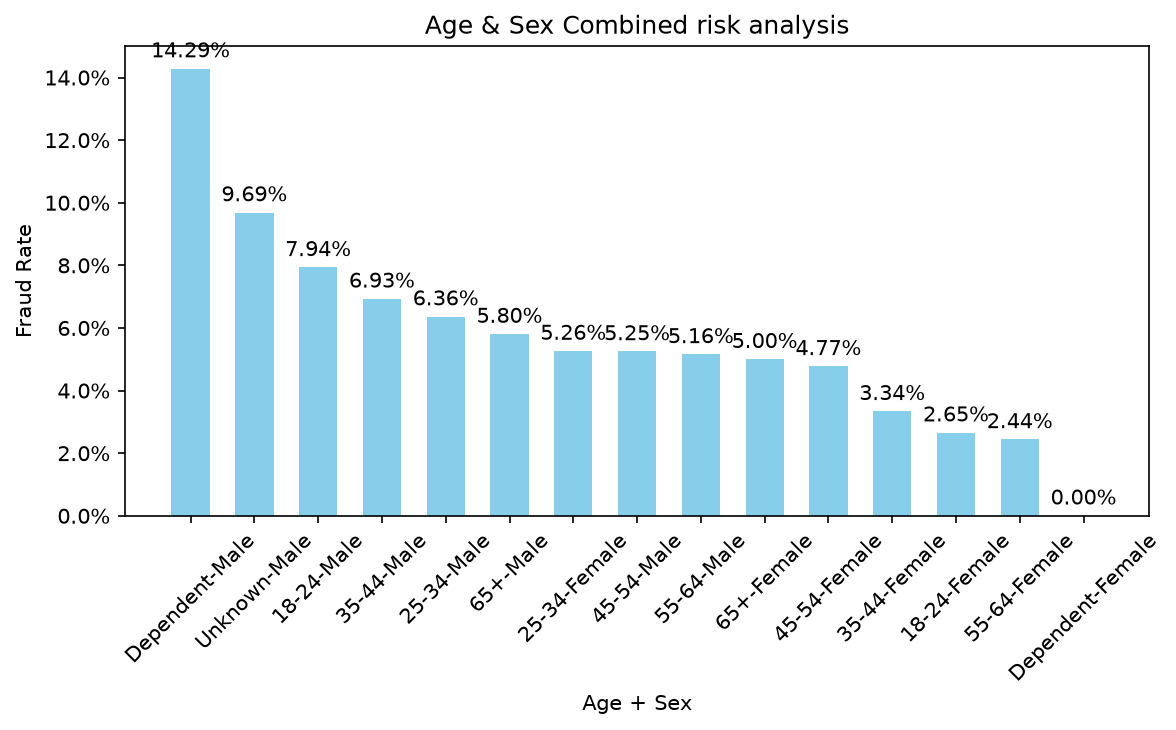 Age & Sex Combined risk analysis
Fraud Rate
14.0%
12.0%
10.0%
8.0%
6.0%
4.0%
2.0%
0.0%
14.29%
9.69%
7.94%
6.93%
6.36%
5.80%
5.26%
5.25%
5.16%
5.00%
4.77%
3.34%
2.65%
2.44%
0.00%
Dependent-Male
Unknown-Male
18-24-Male
35-44-Male
25-34-Male
65+-Male
25-34-Female
45-54-Male
55-64-Male
65+-Female
45-54-Female
35-44-Female
18-24-Female
55-64-Female
Dependent-Female
Age + Sex